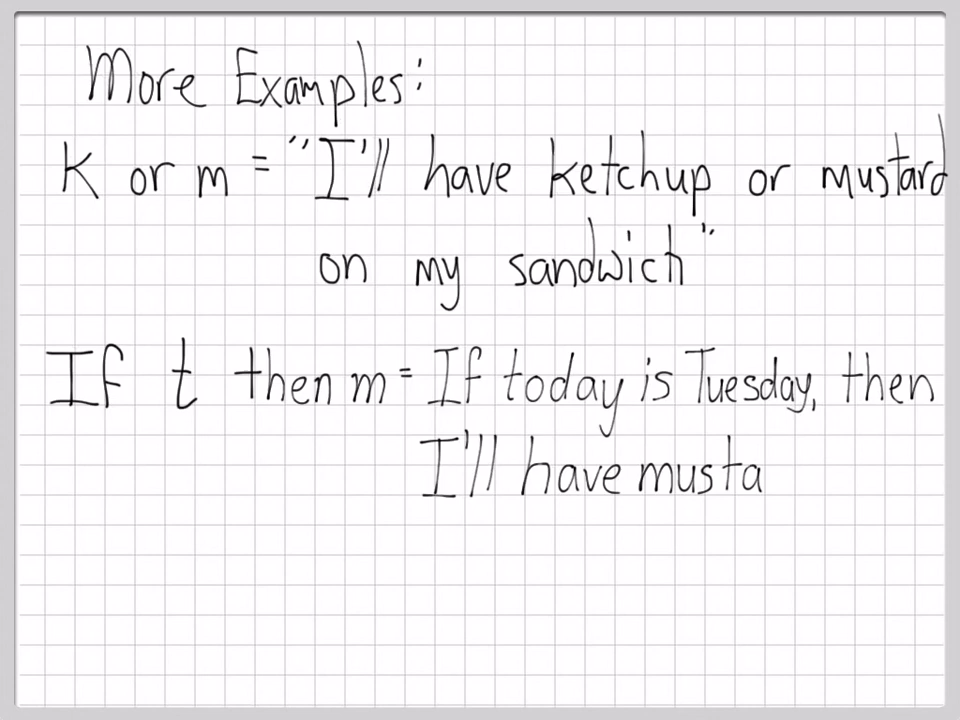 More Examples:
K or m = "I'll have ketchup or mustard
on my sandwich"
If t then m = If today is Tuesday, then
I'll have musta